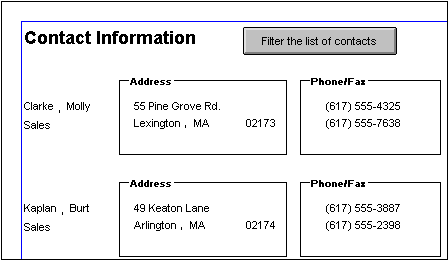 Contact Information
Filter the list of contacts
Address
Phone/Fax
Clarke , Molly
55 Pine Grove Rd.
(617) 555-4325
Sales
Lexington , MA 02173
(617) 555-7638
Address
Phone/Fax
Kaplan , Burt
49 Keaton Lane
(617) 555-3887
Sales
Arlington , MA 02174
(617) 555-2398